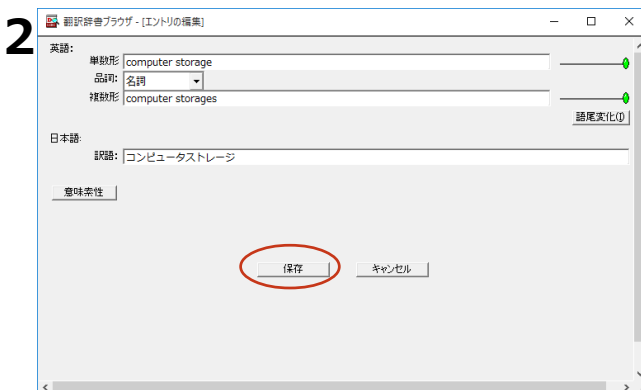 2
翻訳辞書ブラウザ - [エントリの編集]
英語:
単数形 computer storage
品詞: 名詞
複数形 computer storages
語尾変化(I)
日本語:
訳語: コンピュータストレージ
意味素性
保存 キャンセル